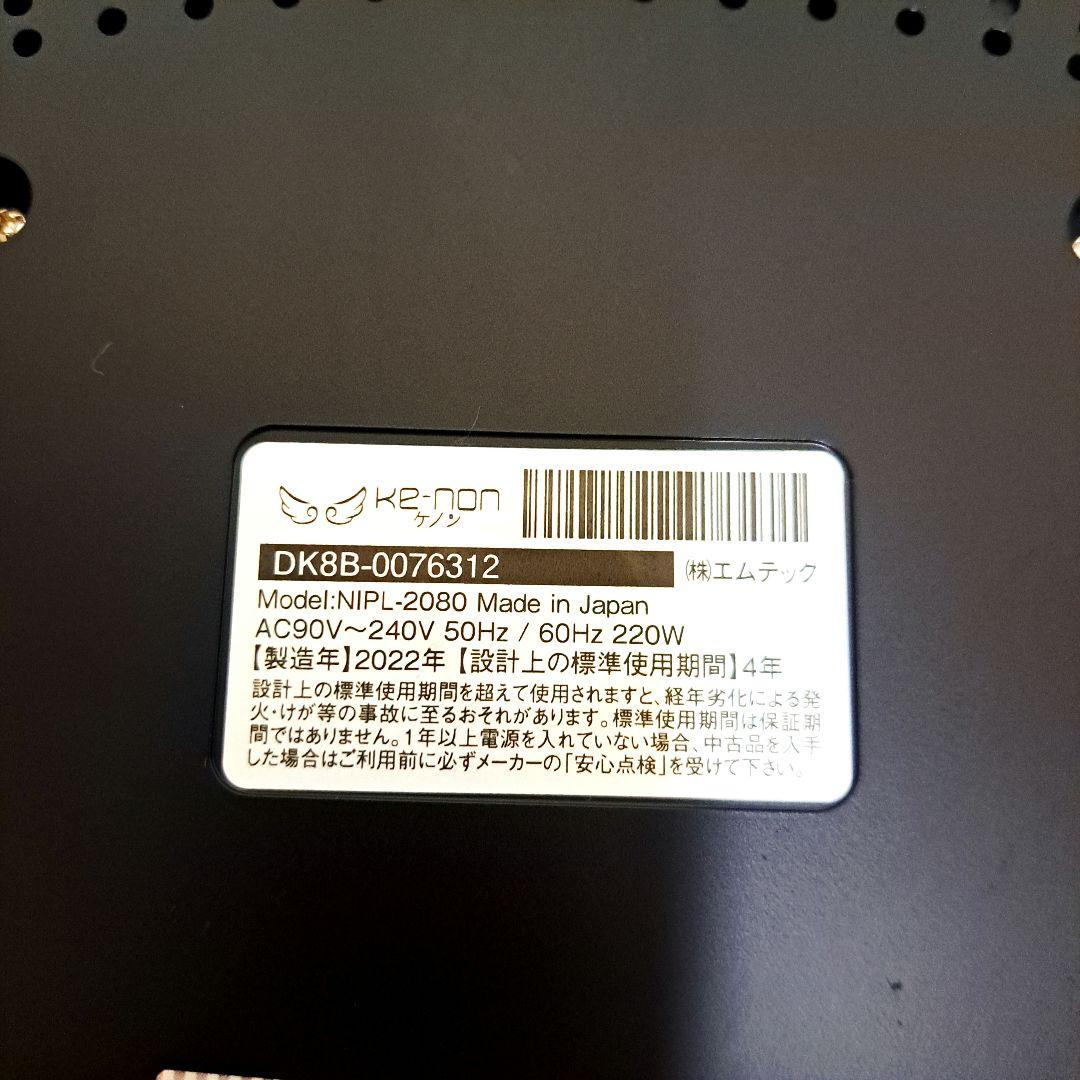 Ke-non
ケノン
DK8B-0076312
㈱エムテック
Model:NIPL-2080 Made in Japan
AC90V～240V 50Hz / 60Hz 220W
【製造年】2022年【設計上の標準使用期間】4年
設計上の標準使用期間を超えて使用されますと、経年劣化による発
火・けが等の事故に至るおそれがあります。標準使用期間は保証期
間ではありません。1年以上電源を入れていない場合、中古品を入手
した場合はご利用前に必ずメーカーの「安心点検」を受けて下さい。